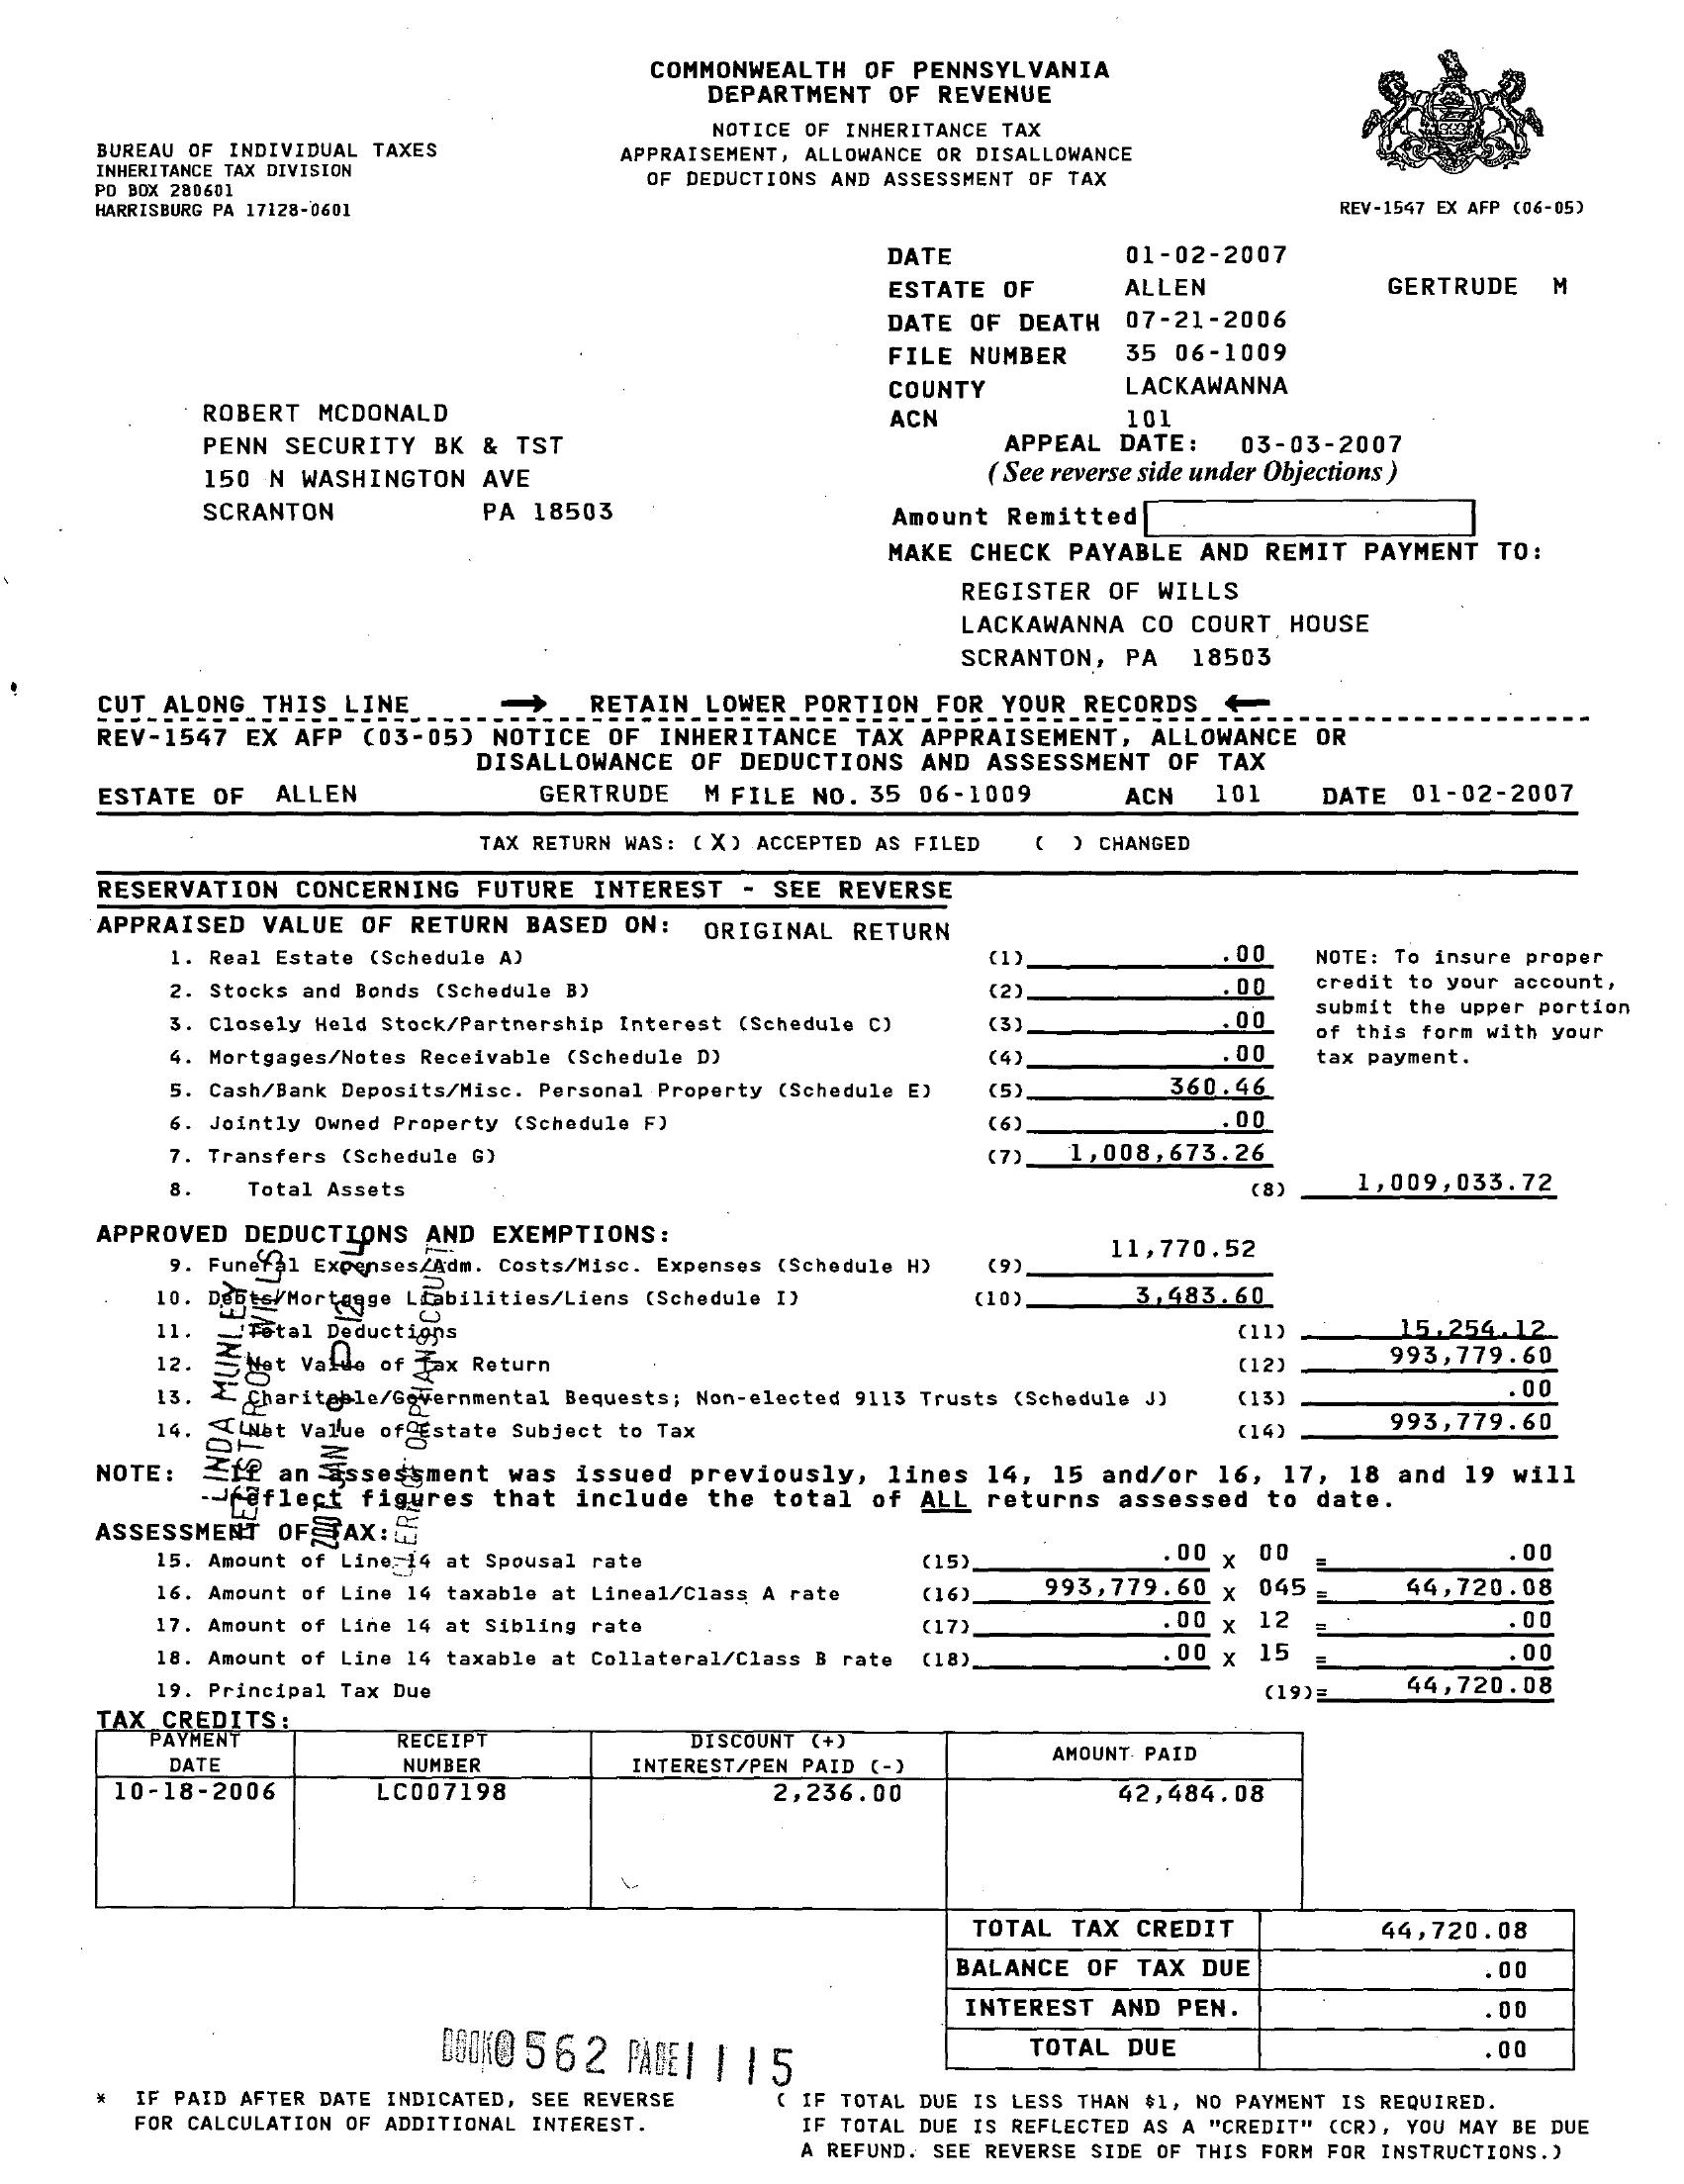 COMMONWEALTH OF PENNSYLVANIA
DEPARTMENT OF REVENUE
NOTICE OF INHERITANCE TAX
APPRAISEMENT, ALLOWANCE OR DISALLOWANCE
OF DEDUCTIONS AND ASSESSMENT OF TAX
BUREAU OF INDIVIDUAL TAXES
INHERITANCE TAX DIVISION
PO BOX 280601
HARRISBURG PA 17128-0601
REV-1547 EX AFP (06-05)
DATE 01-02-2007
ESTATE OF ALLEN GERTRUDE M
DATE OF DEATH 07-21-2006
FILE NUMBER 35 06-1009
COUNTY LACKAWANNA
ACN 101
APPEAL DATE: 03-03-2007
(See reverse side under Objections)
ROBERT MCDONALD
PENN SECURITY BK & TST
150 N WASHINGTON AVE
SCRANTON PA 18503
Amount Remitted
MAKE CHECK PAYABLE AND REMIT PAYMENT TO:
REGISTER OF WILLS
LACKAWANNA CO COURT HOUSE
SCRANTON, PA 18503
CUT ALONG THIS LINE → RETAIN LOWER PORTION FOR YOUR RECORDS ←
REV-1547 EX AFP (03-05) NOTICE OF INHERITANCE TAX APPRAISEMENT, ALLOWANCE OR
DISALLOWANCE OF DEDUCTIONS AND ASSESSMENT OF TAX
ESTATE OF ALLEN GERTRUDE M FILE NO. 35 06-1009 ACN 101 DATE 01-02-2007
TAX RETURN WAS: (X) ACCEPTED AS FILED ( ) CHANGED
RESERVATION CONCERNING FUTURE INTEREST - SEE REVERSE
APPRAISED VALUE OF RETURN BASED ON: ORIGINAL RETURN
1. Real Estate (Schedule A) (1) .00
2. Stocks and Bonds (Schedule B) (2) .00
3. Closely Held Stock/Partnership Interest (Schedule C) (3) .00
4. Mortgages/Notes Receivable (Schedule D) (4) .00
5. Cash/Bank Deposits/Misc. Personal Property (Schedule E) (5) 360.46
6. Jointly Owned Property (Schedule F) (6) .00
7. Transfers (Schedule G) (7) 1,008,673.26
8. Total Assets (8) 1,009,033.72
NOTE: To insure proper
credit to your account,
submit the upper portion
of this form with your
tax payment.
APPROVED DEDUCTIONS AND EXEMPTIONS:
9. Funeral Expenses/Adm. Costs/Misc. Expenses (Schedule H) (9) 11,770.52
10. Debts/Mortgage Liabilities/Liens (Schedule I) (10) 3,483.60
11. Total Deductions (11) 15,254.12
12. Net Value of Tax Return (12) 993,779.60
13. Charitable/Governmental Bequests; Non-elected 9113 Trusts (Schedule J) (13) .00
14. Net Value of Estate Subject to Tax (14) 993,779.60
LINDA MUNLEY
NOTE: If an assessment was issued previously, lines 14, 15 and/or 16, 17, 18 and 19 will
reflect figures that include the total of ALL returns assessed to date.
ASSESSMENT OF TAX:
15. Amount of Line 14 at Spousal rate (15) .00 X 00 = .00
16. Amount of Line 14 taxable at Lineal/Class A rate (16) 993,779.60 X 045 = 44,720.08
17. Amount of Line 14 at Sibling rate (17) .00 X 12 = .00
18. Amount of Line 14 taxable at Collateral/Class B rate (18) .00 X 15 = .00
19. Principal Tax Due (19)= 44,720.08
TAX CREDITS:
PAYMENT DATE RECEIPT NUMBER DISCOUNT (+) INTEREST/PEN PAID (-) AMOUNT PAID
10-18-2006 LC007198 2,236.00 42,484.08
TOTAL TAX CREDIT 44,720.08
BALANCE OF TAX DUE .00
INTEREST AND PEN. .00
TOTAL DUE .00
BOOK 0562 PAGE 1115
* IF PAID AFTER DATE INDICATED, SEE REVERSE
FOR CALCULATION OF ADDITIONAL INTEREST.
( IF TOTAL DUE IS LESS THAN $1, NO PAYMENT IS REQUIRED.
IF TOTAL DUE IS REFLECTED AS A "CREDIT" (CR), YOU MAY BE DUE
A REFUND. SEE REVERSE SIDE OF THIS FORM FOR INSTRUCTIONS.)